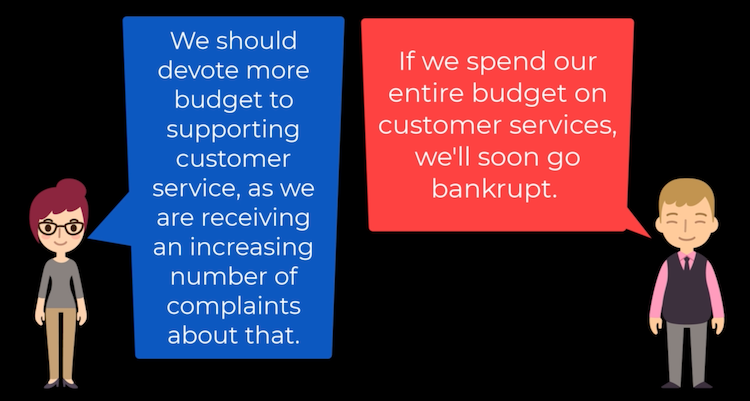 We should
devote more
budget to
supporting
customer
service, as we
are receiving
an increasing
number of
complaints
about that.
If we spend our
entire budget on
customer services,
we'll soon go
bankrupt.